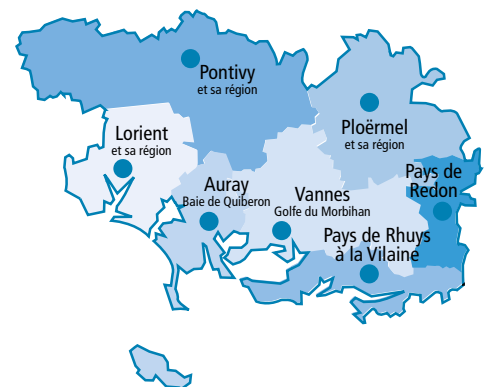 Pontivy
et sa région
Ploërmel
et sa région
Lorient
et sa région
Pays de
Redon
Auray
Baie de Quiberon
Vannes
Golfe du Morbihan
Pays de Rhuys
à la Vilaine